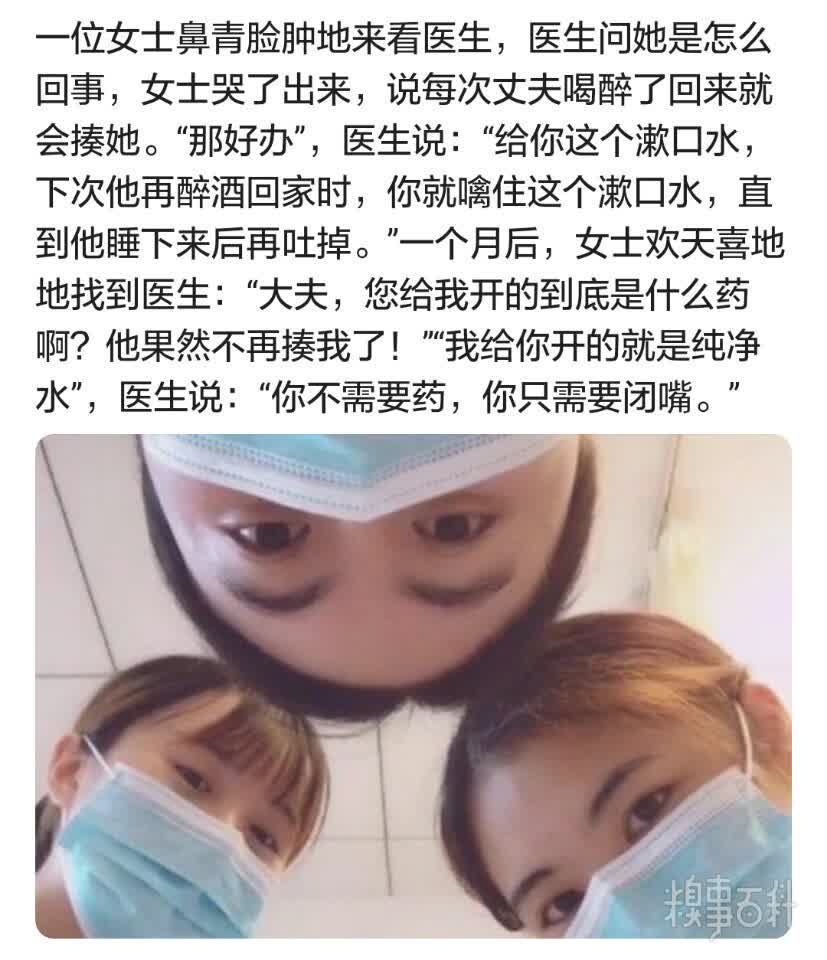 一位女士鼻青脸肿地来看医生，医生问她是怎么
回事，女士哭了出来，说每次丈夫喝醉了回来就
会揍她。“那好办”，医生说：“给你这个漱口水，
下次他再醉酒回家时，你就噙住这个漱口水，直
到他睡下来后再吐掉。”一个月后，女士欢天喜地
地找到医生：“大夫，您给我开的到底是什么药
啊？他果然不再揍我了！”“我给你开的就是纯净
水”，医生说：“你不需要药，你只需要闭嘴。”
糗事百科